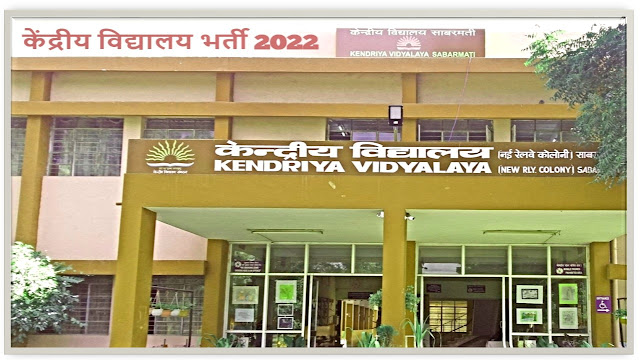 केंद्रीय विद्यालय भर्ती 2022
केन्द्रीय विद्यालय साबरमती
KENDRIYA VIDYALAYA SABARMATI
केन्द्रीय विद्यालय (नई रेलवे कोलोनी)
KENDRIYA VIDYALAYA (NEW RLY. COLONY)